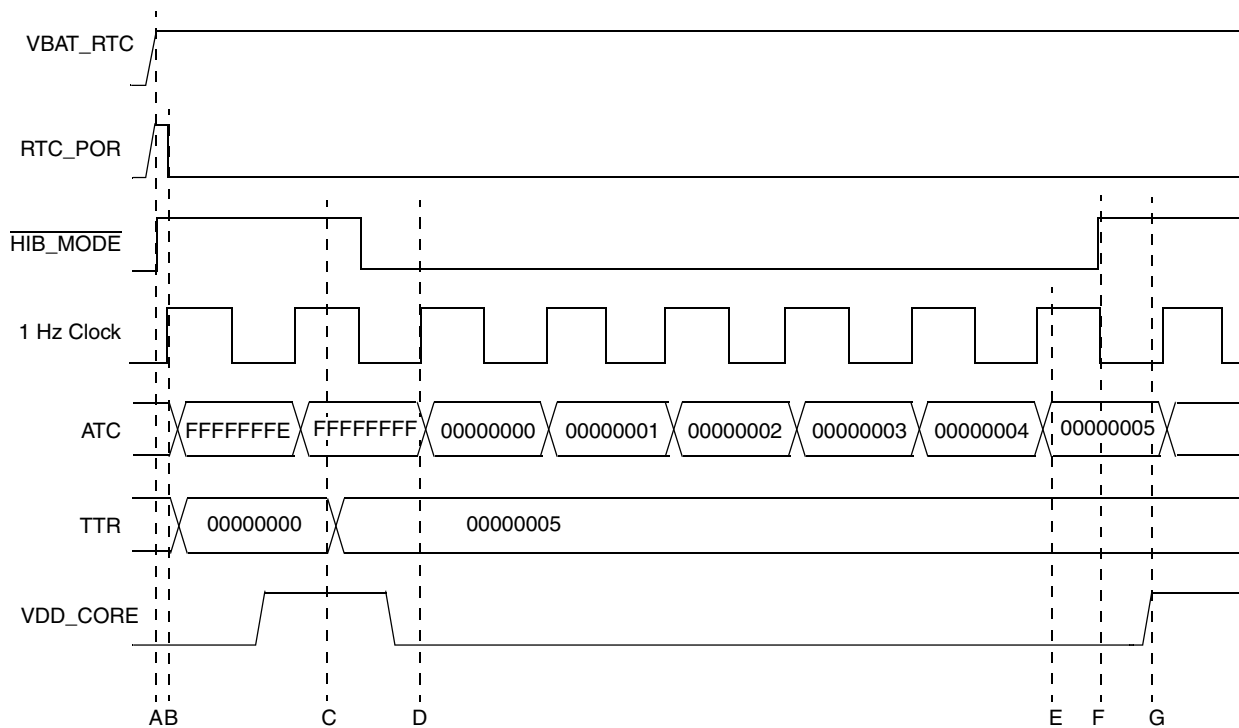 VBAT_RTC
RTC_POR
HIB_MODE
1 Hz Clock
ATC FFFFFFFE FFFFFFFF 00000000 00000001 00000002 00000003 00000004 00000005
TTR 00000000 00000005
VDD_CORE
A B C D E F G